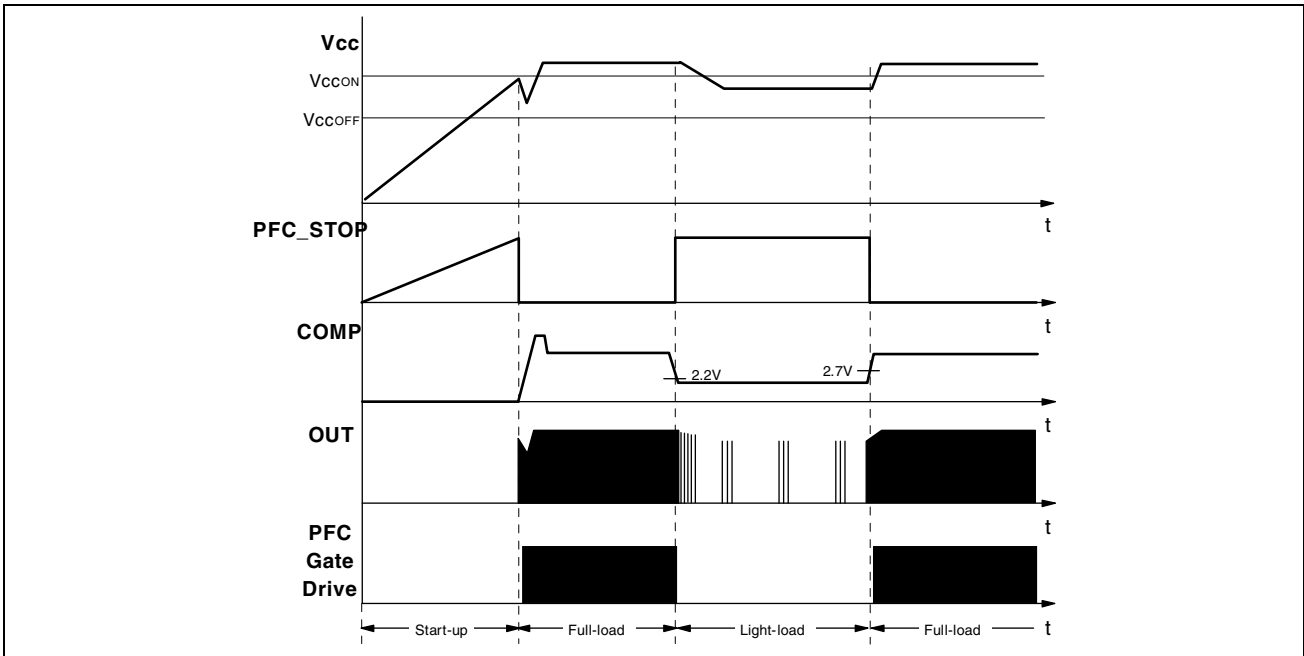 Vcc
VccON
VccOFF
t
PFC_STOP
t
COMP
2.2V
2.7V
t
OUT
t
PFC
Gate
Drive
Start-up
Full-load
Light-load
Full-load
t